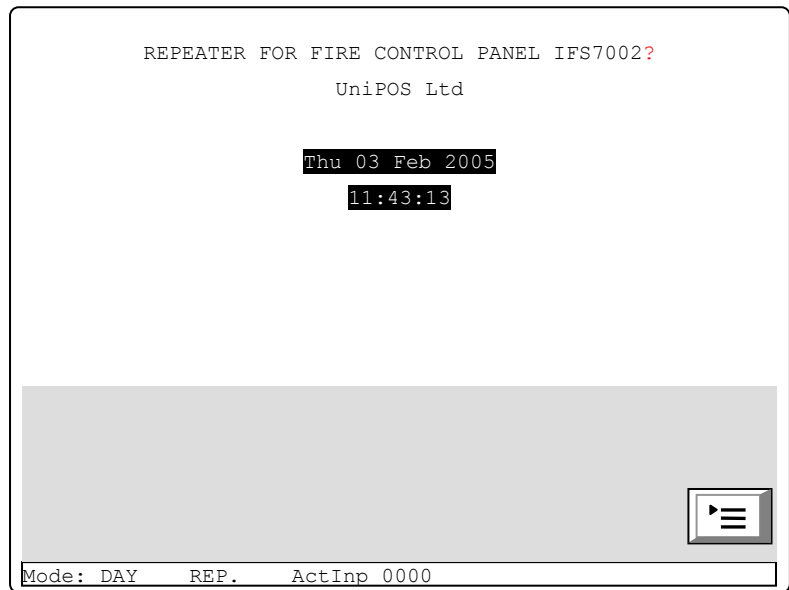 REPEATER FOR FIRE CONTROL PANEL IFS7002?
UniPOS Ltd
Thu 03 Feb 2005
11:43:13
Mode: DAY REP. ActInp 0000